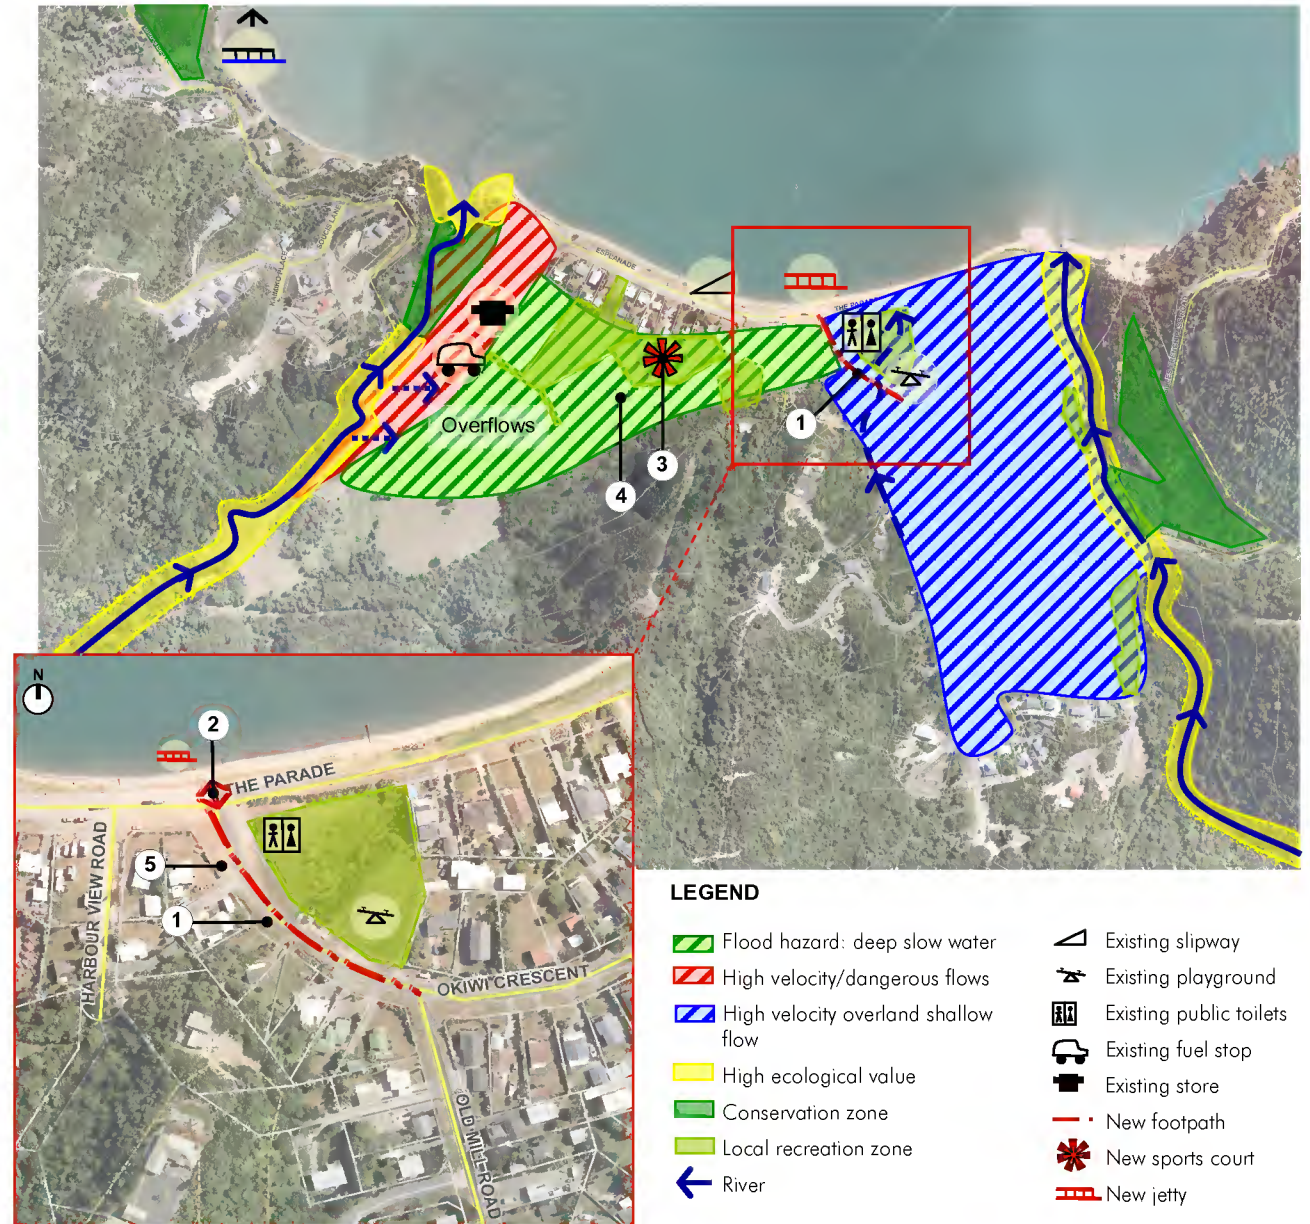 ESPLANADE
THE PARADE
Overflows
1
3
4
N
2
THE PARADE
HARBOUR VIEW ROAD
5
1
OKIWI CRESCENT
OLD MILL ROAD
LEGEND
Flood hazard: deep slow water
High velocity/dangerous flows
High velocity overland shallow
flow
High ecological value
Conservation zone
Local recreation zone
River
Existing slipway
Existing playground
Existing public toilets
Existing fuel stop
Existing store
New footpath
New sports court
New jetty